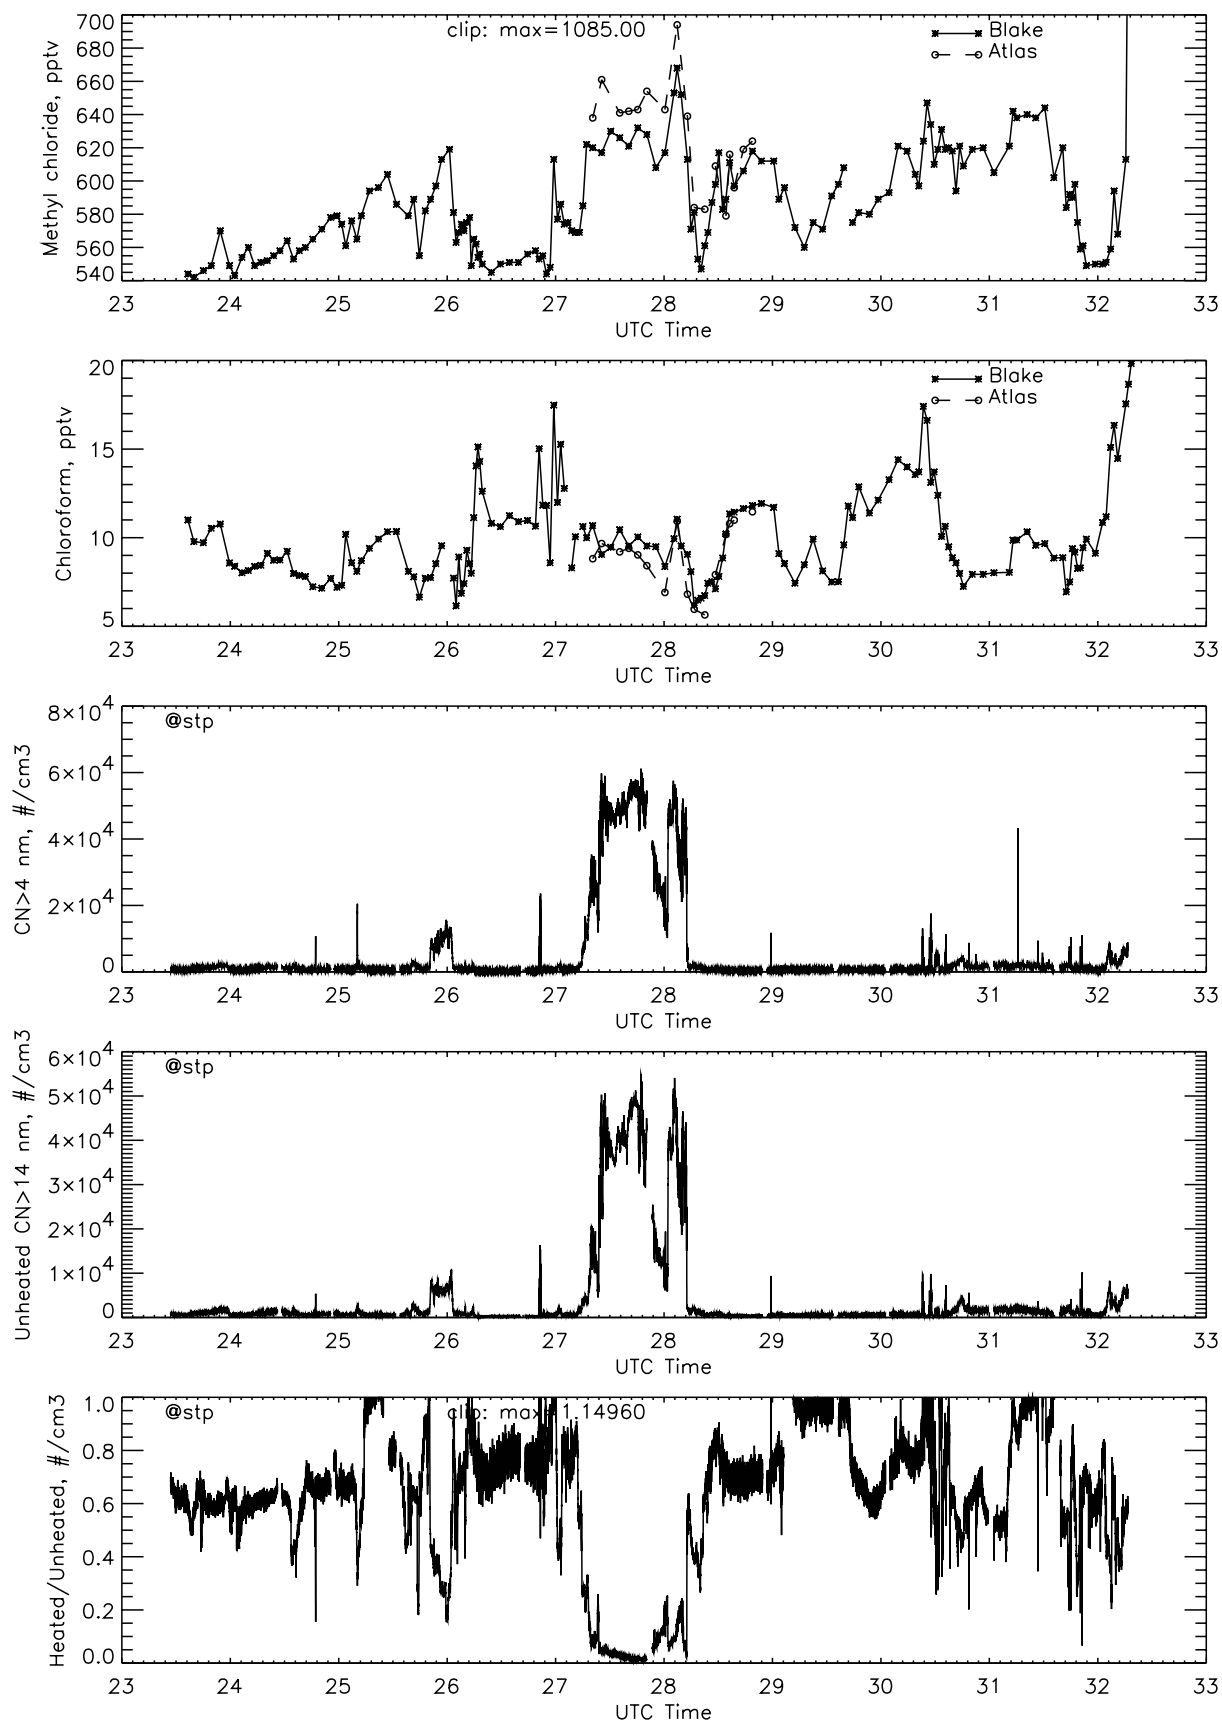 clip: max=1085.00
Blake
Atlas
Methyl chloride, pptv
700
680
660
640
620
600
580
560
540
23 24 25 26 27 28 29 30 31 32 33
UTC Time
Blake
Atlas
Chloroform, pptv
20
15
10
5
23 24 25 26 27 28 29 30 31 32 33
UTC Time
@stp
CN>4 nm, #/cm3
8×10⁴
6×10⁴
4×10⁴
2×10⁴
0
23 24 25 26 27 28 29 30 31 32 33
UTC Time
@stp
Unheated CN>14 nm, #/cm3
6×10⁴
5×10⁴
4×10⁴
3×10⁴
2×10⁴
1×10⁴
0
23 24 25 26 27 28 29 30 31 32 33
UTC Time
@stp
clip: max=1.14960
Heated/Unheated, #/cm3
1.0
0.8
0.6
0.4
0.2
0.0
23 24 25 26 27 28 29 30 31 32 33
UTC Time